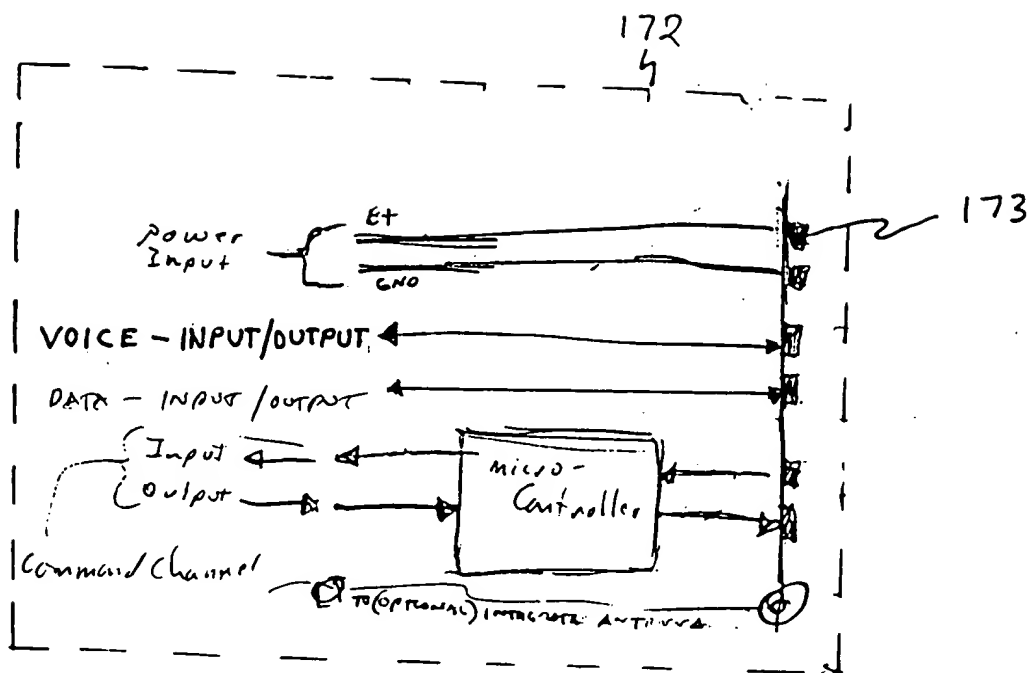 172
173
E+
Power
Input
GND
VOICE - INPUT/OUTPUT
DATA - INPUT/OUTPUT
Input
Output
micro-
Controller
Command Channel
TO (OPTIONAL) INTEGRATE ANTENNA